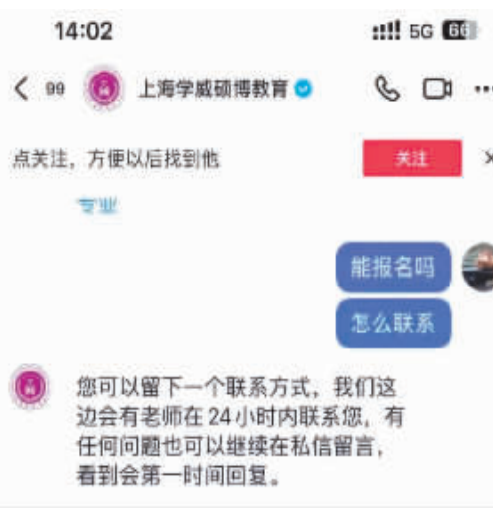 14:02 5G 66
99 上海学威硕博教育
点关注，方便以后找到他 关注
专业
能报名吗
怎么联系
您可以留下一个联系方式，我们这
边会有老师在24小时内联系您，有
任何问题也可以继续在私信留言，
看到会第一时间回复。